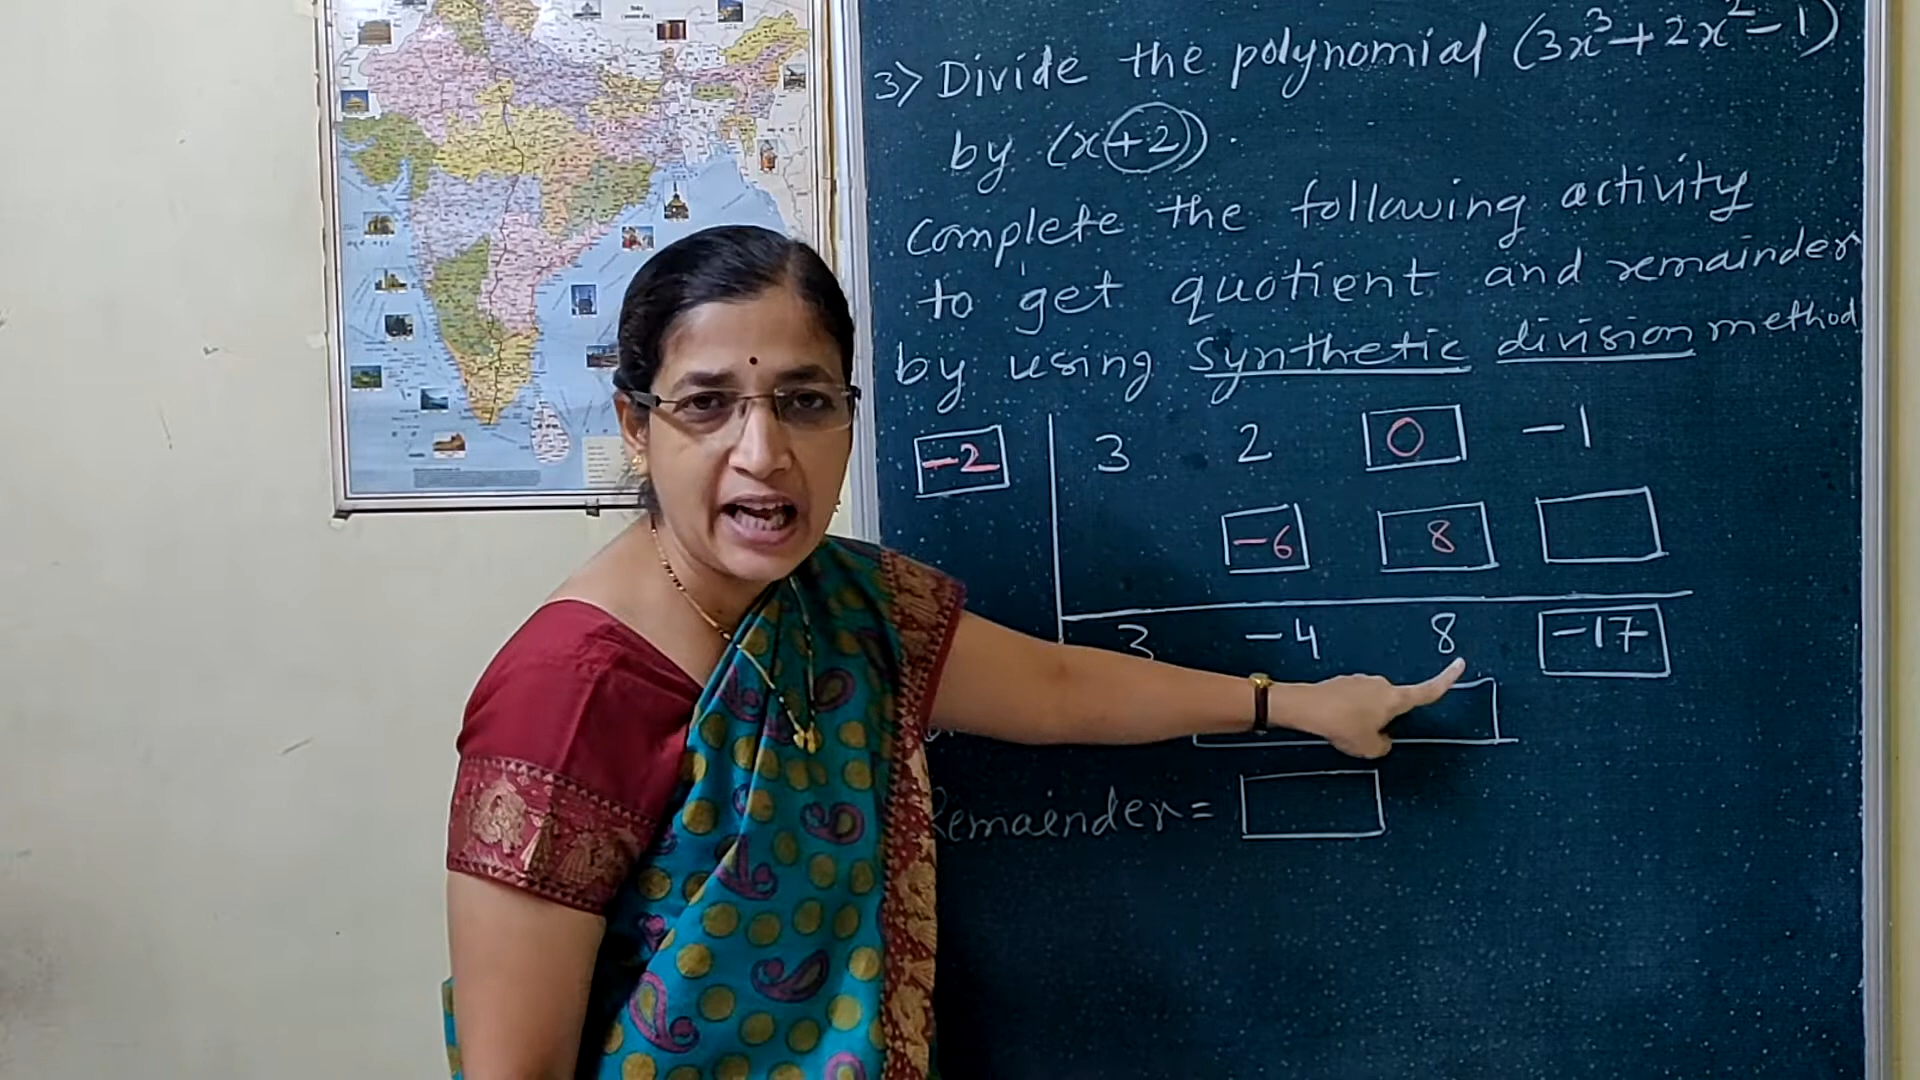 3> Divide the polynomial (3x³+2x²-1)
by (x+2).
Complete the following activity
to get quotient and remainder
by using synthetic division method
-2 3 2 0 -1
-6 8
3 -4 8 -17
Remainder =